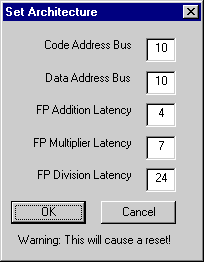 Set Architecture
Code Address Bus 10
Data Address Bus 10
FP Addition Latency 4
FP Multiplier Latency 7
FP Division Latency 24
OK Cancel
Warning: This will cause a reset!